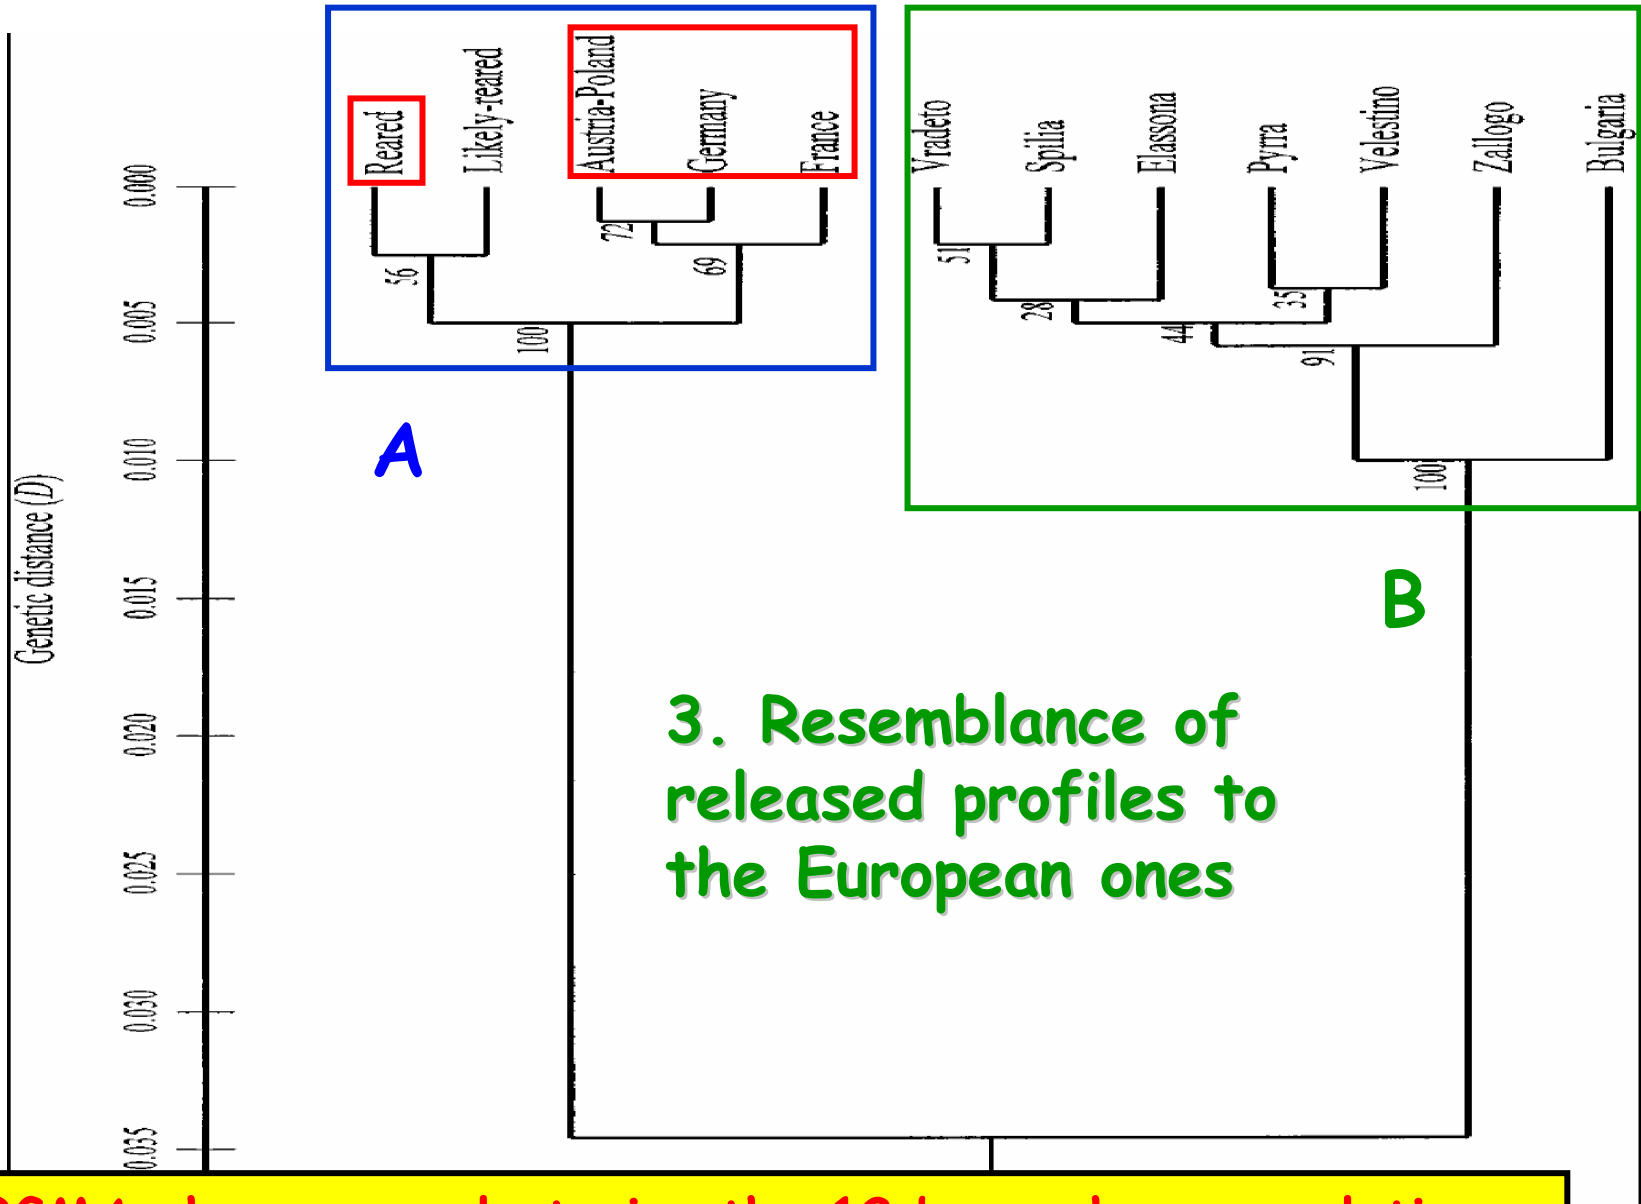 Reared
Likely-reared
Austria-Poland
Germany
France
Vradeto
Spilia
Elassona
Pyrra
Velestino
Zallogo
Bulgaria
0.000
0.005
0.010
0.015
0.020
0.025
0.030
0.035
Genetic distance (D)
56
72
69
100
51
28
44
35
91
100
A
B
3. Resemblance of
released profiles to
the European ones